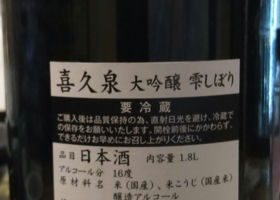 喜久泉 大吟醸 雫しぼり
要冷蔵
ご購入後は品質保持の為、直射日光を避け、冷蔵で
の保存をお願いします。開栓前後にかかわらず、
できるだけお早めにお召し上がりください。
品目 日本酒 内容量 1.8L
アルコール分 16度
原材料名 米(国産)、米こうじ(国産米)
醸造アルコール